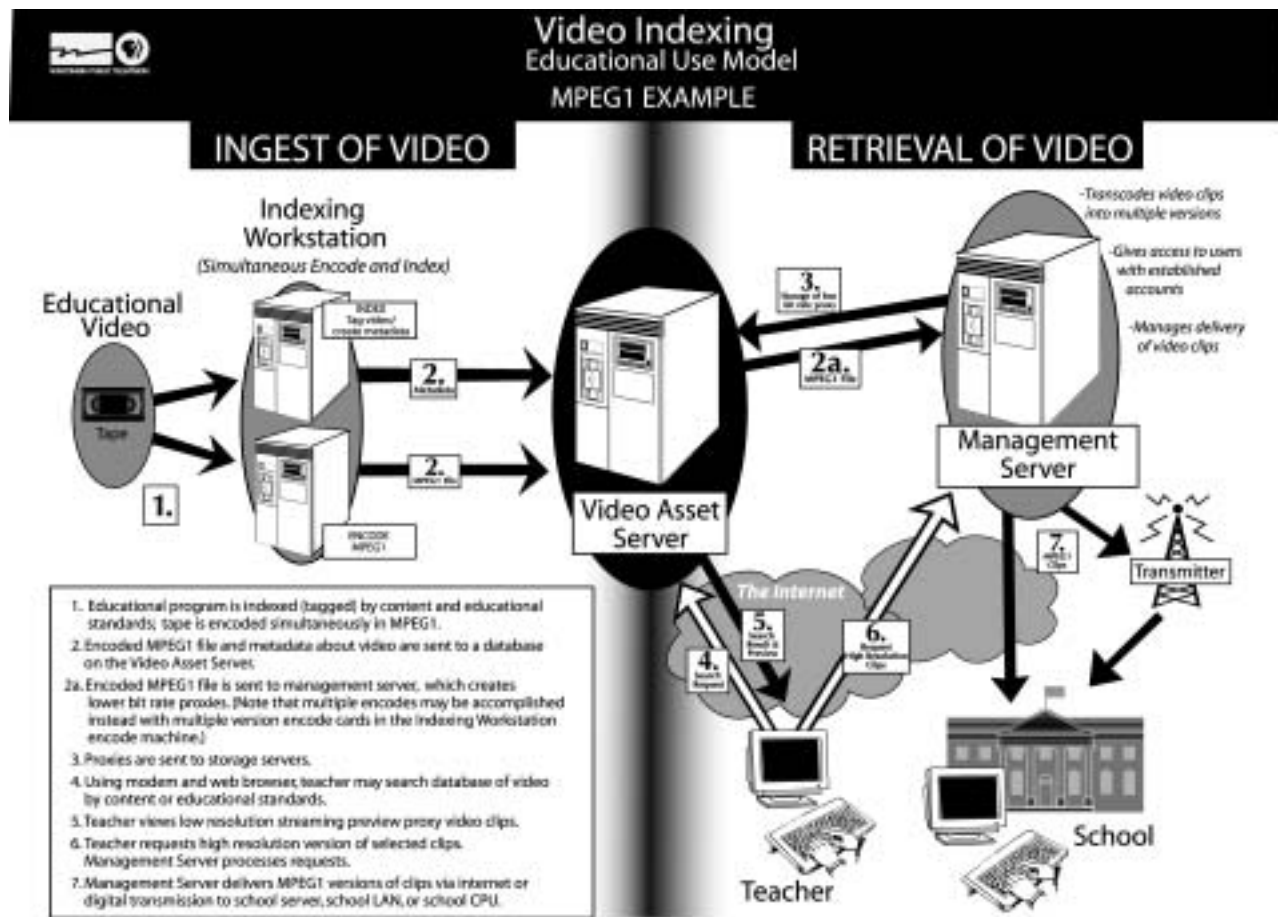 Video Indexing
Educational Use Model
MPEG1 EXAMPLE
INGEST OF VIDEO
RETRIEVAL OF VIDEO
Indexing
Workstation
(Simultaneous Encode and Index)
Educational
Video
Tape
1.
INDEX
Tag video/
create metadata
ENCODE
MPEG1
2.
Metadata
2.
MPEG1 file
Video Asset
Server
3.
Storage of low
bit rate proxy
2a.
MPEG1 File
-Transcodes video clips
into multiple versions
-Gives access to users
with established
accounts
-Manages delivery
of video clips
Management
Server
The Internet
4.
Search
Request
5.
Search
Preview
6.
Request
High Resolution
Clips
7.
MPEG1
Clips
Transmitter
Teacher
School
1. Educational program is indexed (tagged) by content and educational
standards; tape is encoded simultaneously in MPEG1.
2. Encoded MPEG1 file and metadata about video are sent to a database
on the Video Asset Server.
2a. Encoded MPEG1 file is sent to management server, which creates
lower bit rate proxies. (Note that multiple encodes may be accomplished
instead with multiple version encode cards in the Indexing Workstation
encode machine.)
3. Proxies are sent to storage servers.
4. Using modem and web browser, teacher may search database of video
by content or educational standards.
5. Teacher views low resolution streaming preview proxy video clips.
6. Teacher requests high resolution version of selected clips.
Management Server processes requests.
7. Management Server delivers MPEG1 versions of clips via internet or
digital transmission to school server, school LAN, or school CPU.